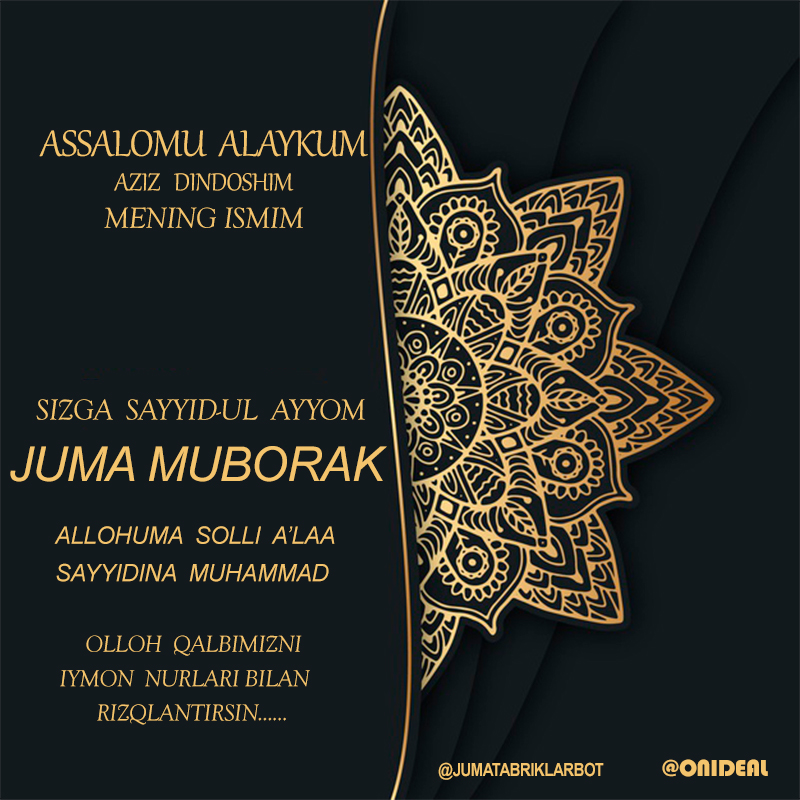 ASSALOMU ALAYKUM
AZIZ DINDOSHIM
MENING ISMIM
SIZGA SAYYID-UL AYYOM
JUMA MUBORAK
ALLOHUMA SOLLI A'LAA
SAYYIDINA MUHAMMAD
OLLOH QALBIMIZNI
IYMON NURLARI BILAN
RIZQLANTIRSIN......
@JUMATABRIKLARBOT
@ONIDEAL